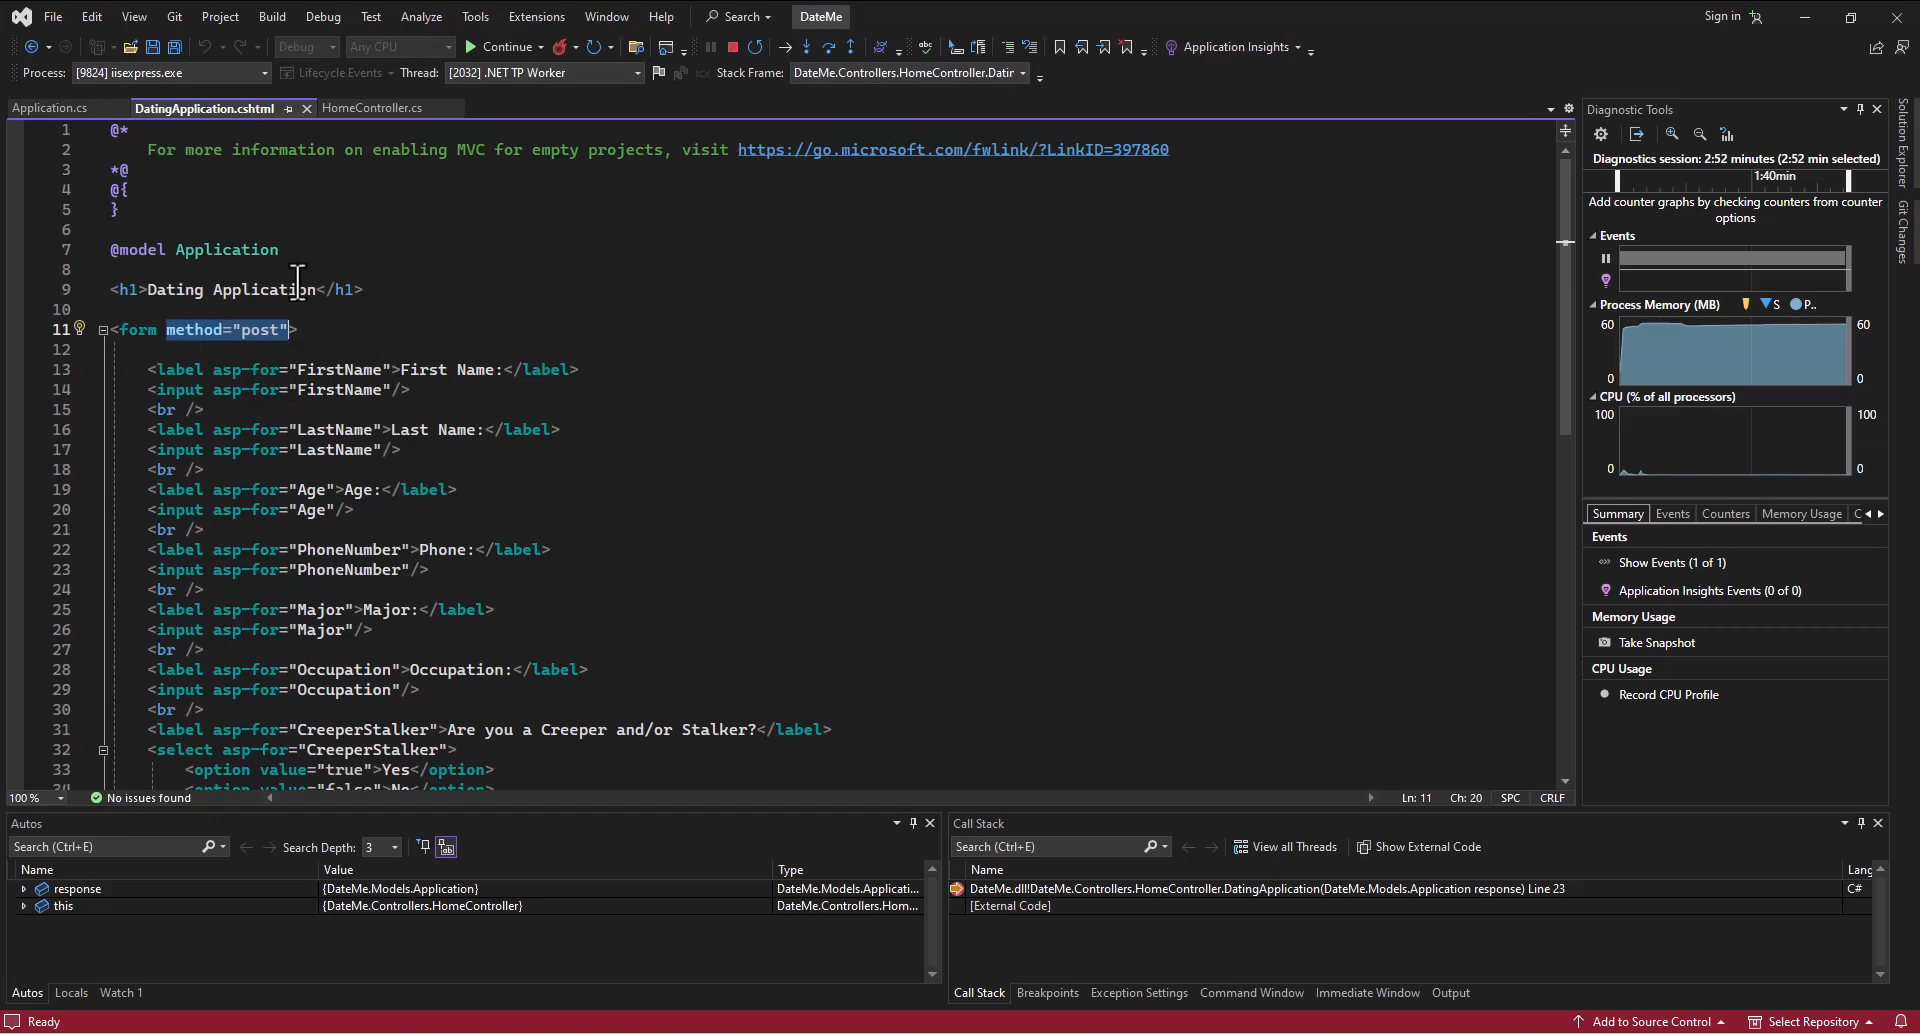 File Edit View Git Project Build Debug Test Analyze Tools Extensions Window Help Search DateMe Sign in
Debug Any CPU Continue Application Insights
Process: [9824] iisexpress.exe Lifecycle Events Thread: [2032] .NET TP Worker Stack Frame: DateMe.Controllers.HomeController.Datir
Application.cs DatingApplication.cshtml HomeController.cs
1 @*
2 For more information on enabling MVC for empty projects, visit https://go.microsoft.com/fwlink/?LinkID=397860
3 *@
4 @{
5 }
6
7 @model Application
8
9 <h1>Dating Application</h1>
10
11 <form method="post">
12
13 <label asp-for="FirstName">First Name:</label>
14 <input asp-for="FirstName"/>
15 <br />
16 <label asp-for="LastName">Last Name:</label>
17 <input asp-for="LastName"/>
18 <br />
19 <label asp-for="Age">Age:</label>
20 <input asp-for="Age"/>
21 <br />
22 <label asp-for="PhoneNumber">Phone:</label>
23 <input asp-for="PhoneNumber"/>
24 <br />
25 <label asp-for="Major">Major:</label>
26 <input asp-for="Major"/>
27 <br />
28 <label asp-for="Occupation">Occupation:</label>
29 <input asp-for="Occupation"/>
30 <br />
31 <label asp-for="CreeperStalker">Are you a Creeper and/or Stalker?</label>
32 <select asp-for="CreeperStalker">
33 <option value="true">Yes</option>
34 <option value="false">No</option>
100 % No issues found Ln: 11 Ch: 20 SPC CRLF
Diagnostic Tools
Diagnostics session: 2:52 minutes (2:52 min selected)
1:40min
Add counter graphs by checking counters from counter
options
Events
Process Memory (MB) S P..
60 60
0 0
CPU (% of all processors)
100 100
0 0
Summary Events Counters Memory Usage C
Events
Show Events (1 of 1)
Application Insights Events (0 of 0)
Memory Usage
Take Snapshot
CPU Usage
Record CPU Profile
Solution Explorer
Git Changes
Autos
Search (Ctrl+E) Search Depth: 3
Name Value Type
response {DateMe.Models.Application} DateMe.Models.Applicati...
this {DateMe.Controllers.HomeController} DateMe.Controllers.Hom...
Autos Locals Watch 1
Call Stack
Search (Ctrl+E) View all Threads Show External Code
Name Lang
DateMe.dll!DateMe.Controllers.HomeController.DatingApplication(DateMe.Models.Application response) Line 23 C#
[External Code]
Call Stack Breakpoints Exception Settings Command Window Immediate Window Output
Ready Add to Source Control Select Repository